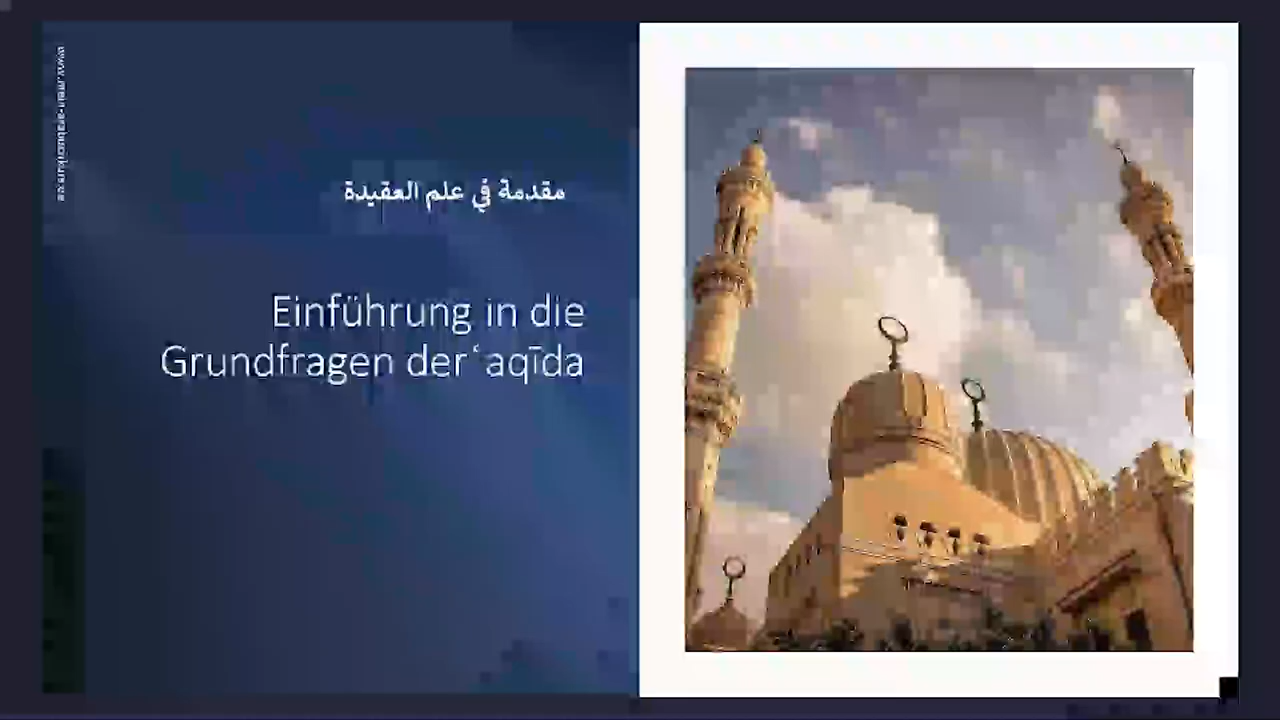 مقدمة في علم العقيدة
Einführung in die
Grundfragen der ʿaqīda